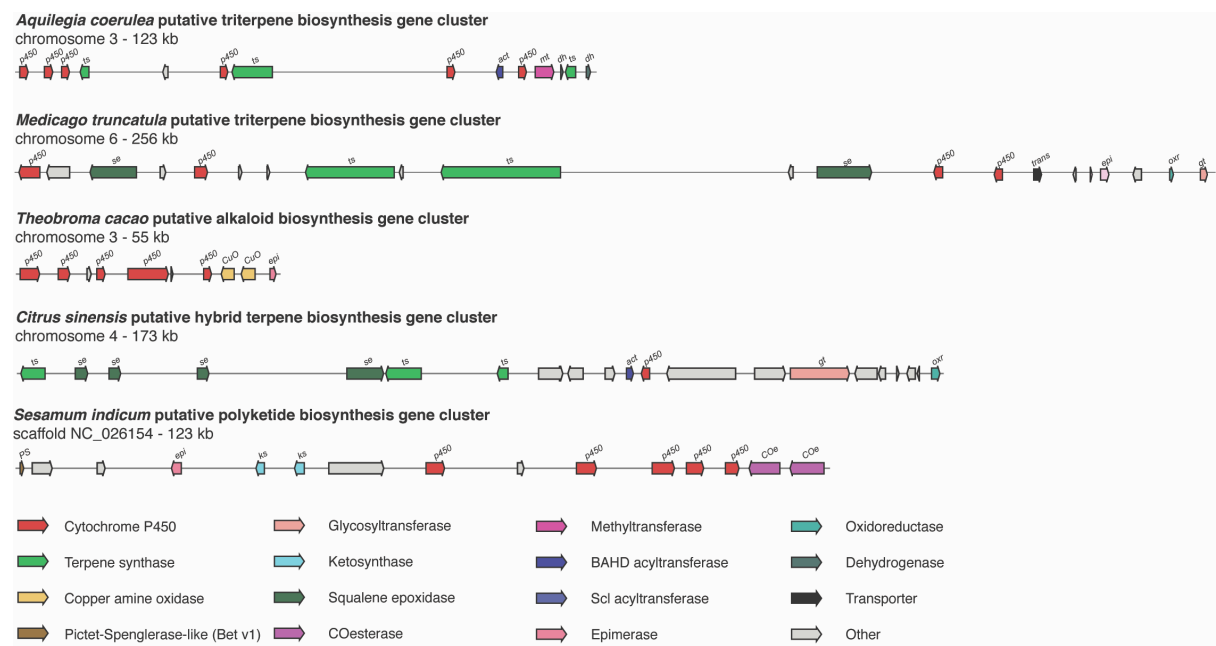 Aquilegia coerulea putative triterpene biosynthesis gene cluster
chromosome 3 - 123 kb
p450 p450 p450 ts p450 ts p450 act p450 mt dh ts dh
Medicago truncatula putative triterpene biosynthesis gene cluster
chromosome 6 - 256 kb
p450 se p450 ts ts se p450 p450 trans epi oxr gt
Theobroma cacao putative alkaloid biosynthesis gene cluster
chromosome 3 - 55 kb
p450 p450 p450 p450 p450 CuO CuO epi
Citrus sinensis putative hybrid terpene biosynthesis gene cluster
chromosome 4 - 173 kb
ts se se se se ts ts act p450 gt oxr
Sesamum indicum putative polyketide biosynthesis gene cluster
scaffold NC_026154 - 123 kb
PS epi ks ks p450 p450 p450 p450 p450 COe COe
Cytochrome P450 Glycosyltransferase Methyltransferase Oxidoreductase
Terpene synthase Ketosynthase BAHD acyltransferase Dehydrogenase
Copper amine oxidase Squalene epoxidase Scl acyltransferase Transporter
Pictet-Spenglerase-like (Bet v1) COesterase Epimerase Other